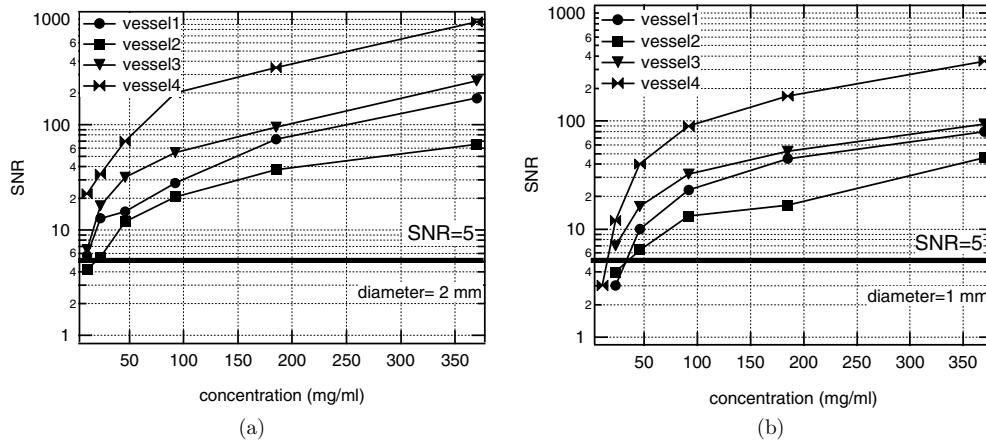 1000
6
4
2
100
6
4
2
10
6
4
2
1
SNR
vessel1
vessel2
vessel3
vessel4
SNR=5
diameter= 2 mm
50 100 150 200 250 300 350
concentration (mg/ml)
(a)
1000
6
4
2
100
6
4
2
10
6
4
2
1
SNR
vessel1
vessel2
vessel3
vessel4
SNR=5
diameter=1 mm
50 100 150 200 250 300 350
concentration (mg/ml)
(b)